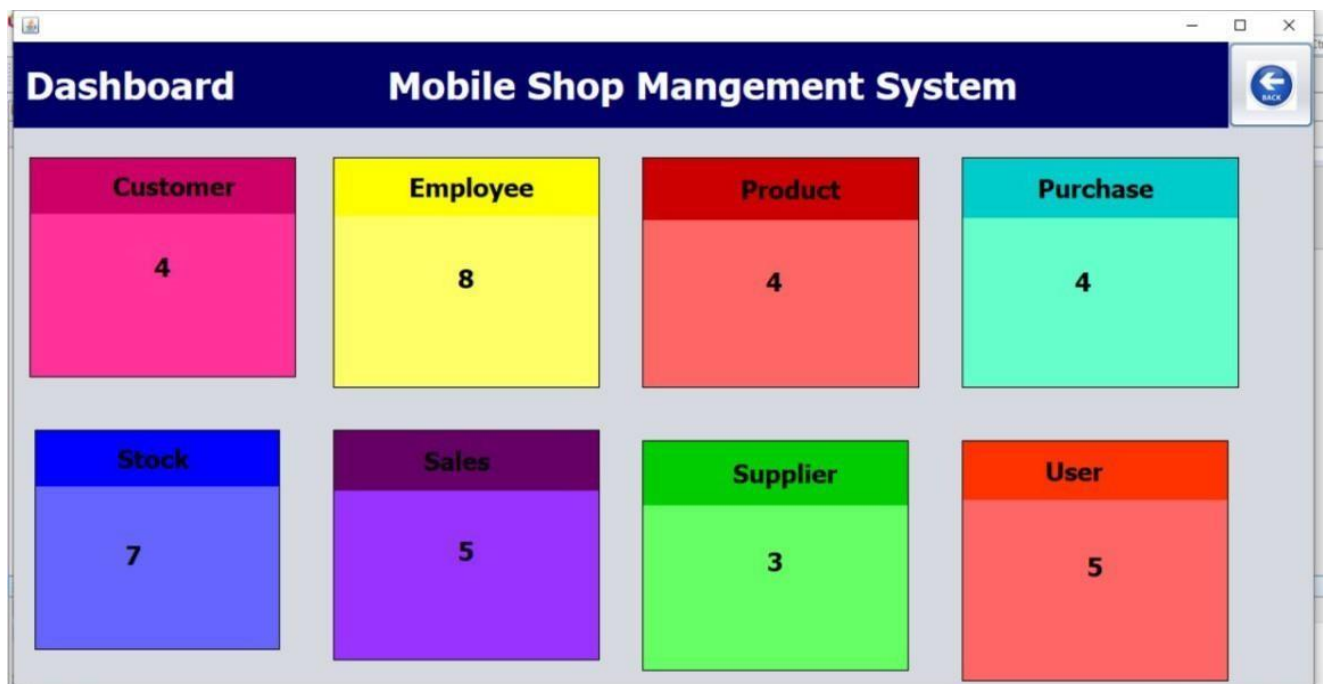 Dashboard Mobile Shop Mangement System
BACK
Customer Employee Product Purchase
4 8 4 4
Stock Sales Supplier User
7 5 3 5